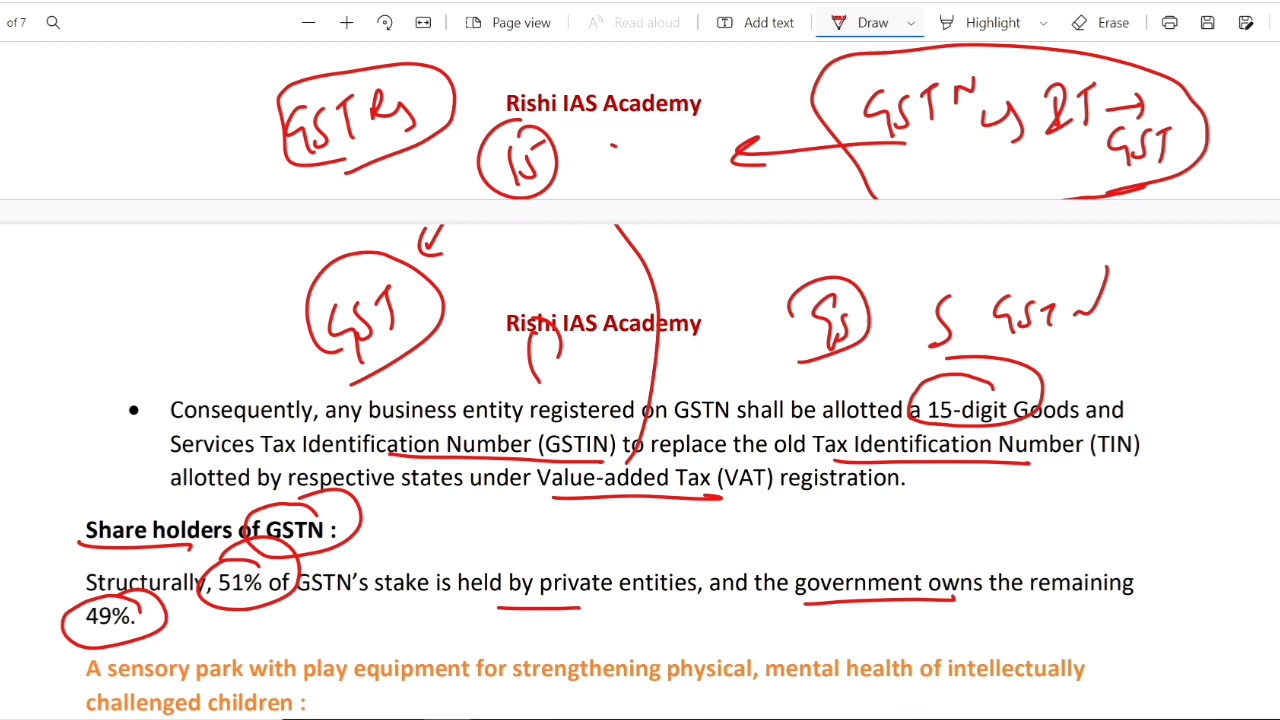 of 7 Page view Read aloud Add text Draw Highlight Erase
Rishi IAS Academy
GSTN
IT →
GST
15
GST
Rishi IAS Academy
GS
S GSTN
• Consequently, any business entity registered on GSTN shall be allotted a 15-digit Goods and
Services Tax Identification Number (GSTIN) to replace the old Tax Identification Number (TIN)
allotted by respective states under Value-added Tax (VAT) registration.
Share holders of GSTN :
Structurally, 51% of GSTN’s stake is held by private entities, and the government owns the remaining
49%.
A sensory park with play equipment for strengthening physical, mental health of intellectually
challenged children :